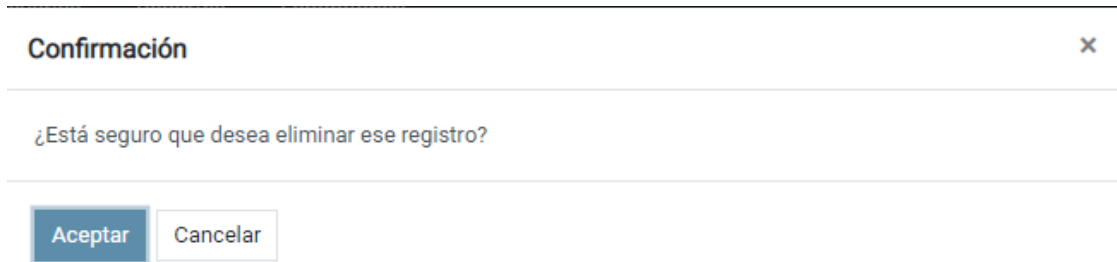 Confirmación ×
¿Está seguro que desea eliminar ese registro?
Aceptar Cancelar